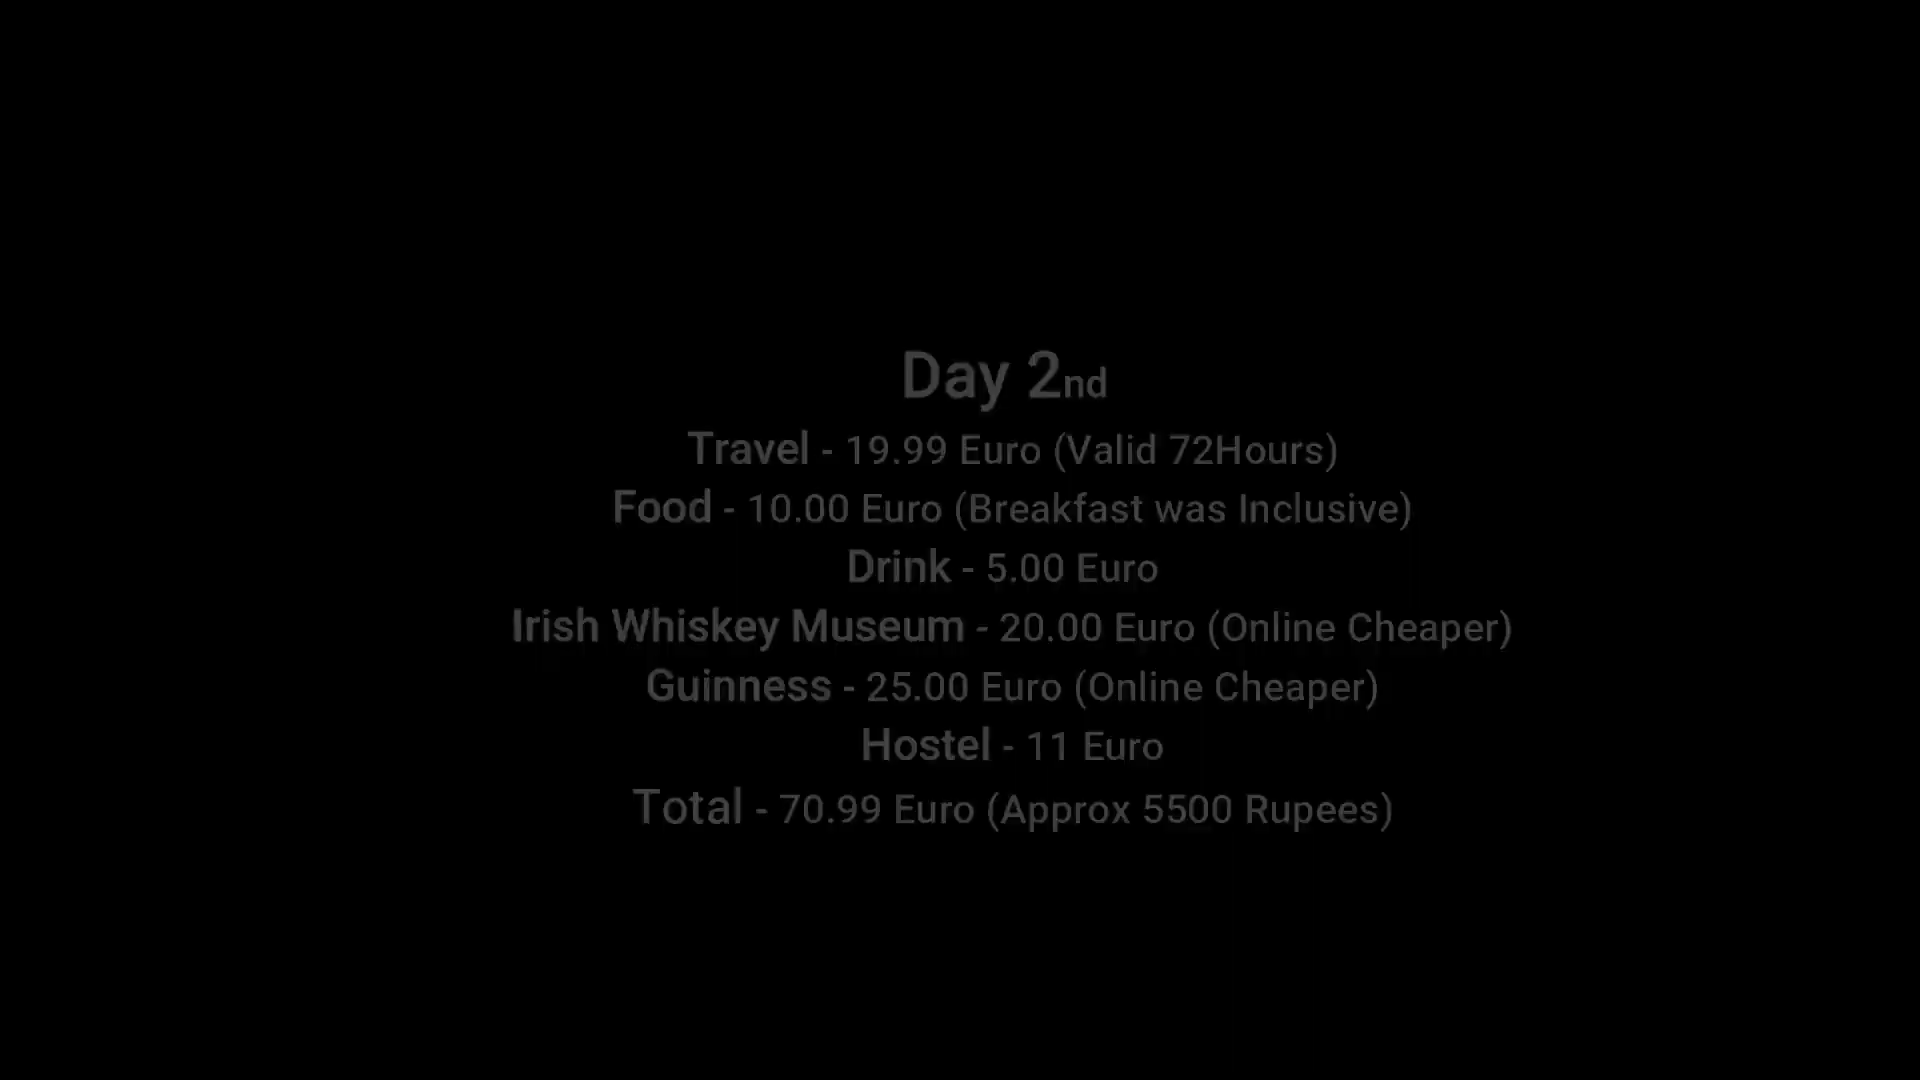 Day 2nd
Travel - 19.99 Euro (Valid 72Hours)
Food - 10.00 Euro (Breakfast was Inclusive)
Drink - 5.00 Euro
Irish Whiskey Museum - 20.00 Euro (Online Cheaper)
Guinness - 25.00 Euro (Online Cheaper)
Hostel - 11 Euro
Total - 70.99 Euro (Approx 5500 Rupees)